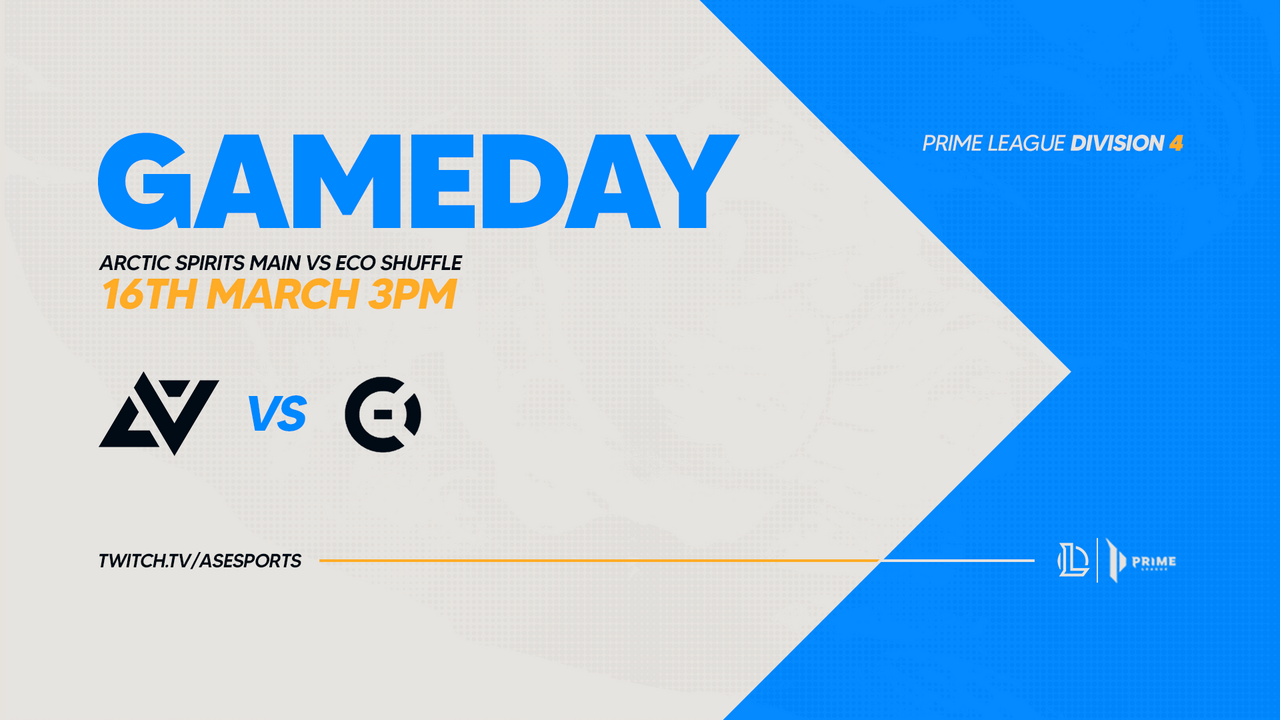 GAMEDAY
PRIME LEAGUE DIVISION 4
ARCTIC SPIRITS MAIN VS ECO SHUFFLE
16TH MARCH 3PM
VS
TWITCH.TV/ASESPORTS
PRIME
LEAGUE